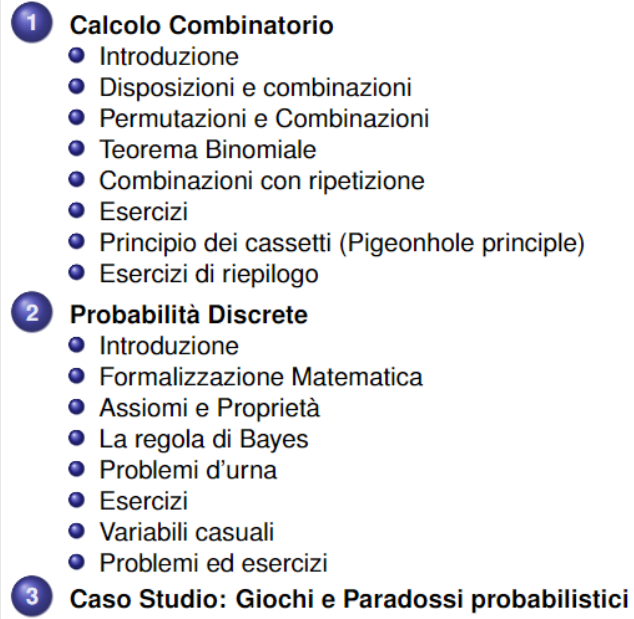 1 Calcolo Combinatorio
Introduzione
Disposizioni e combinazioni
Permutazioni e Combinazioni
Teorema Binomiale
Combinazioni con ripetizione
Esercizi
Principio dei cassetti (Pigeonhole principle)
Esercizi di riepilogo
2 Probabilità Discrete
Introduzione
Formalizzazione Matematica
Assiomi e Proprietà
La regola di Bayes
Problemi d'urna
Esercizi
Variabili casuali
Problemi ed esercizi
3 Caso Studio: Giochi e Paradossi probabilistici